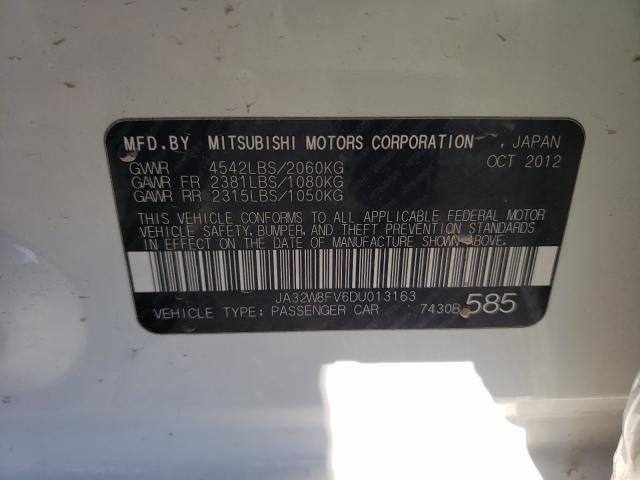 MFD.BY MITSUBISHI MOTORS CORPORATION , JAPAN
OCT 2012
GVWR 4542LBS/2060KG
GAWR FR 2381LBS/1080KG
GAWR RR 2315LBS/1050KG
THIS VEHICLE CONFORMS TO ALL APPLICABLE FEDERAL MOTOR
VEHICLE SAFETY, BUMPER, AND THEFT PREVENTION STANDARDS
IN EFFECT ON THE DATE OF MANUFACTURE SHOWN ABOVE.
JA32W8FV6DU013163
VEHICLE TYPE: PASSENGER CAR 7430B 585